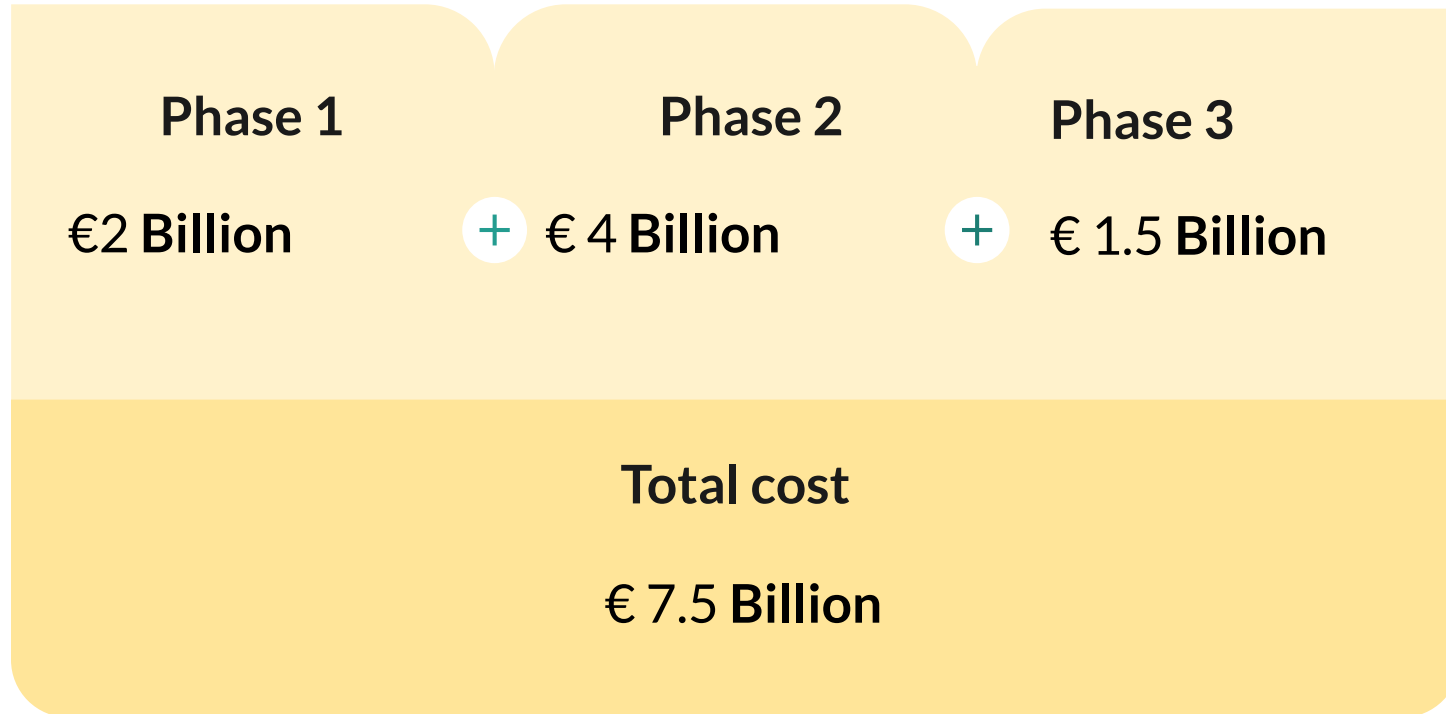 Phase 1
Phase 2
Phase 3
€2 Billion
+
€ 4 Billion
+
€ 1.5 Billion
Total cost
€ 7.5 Billion